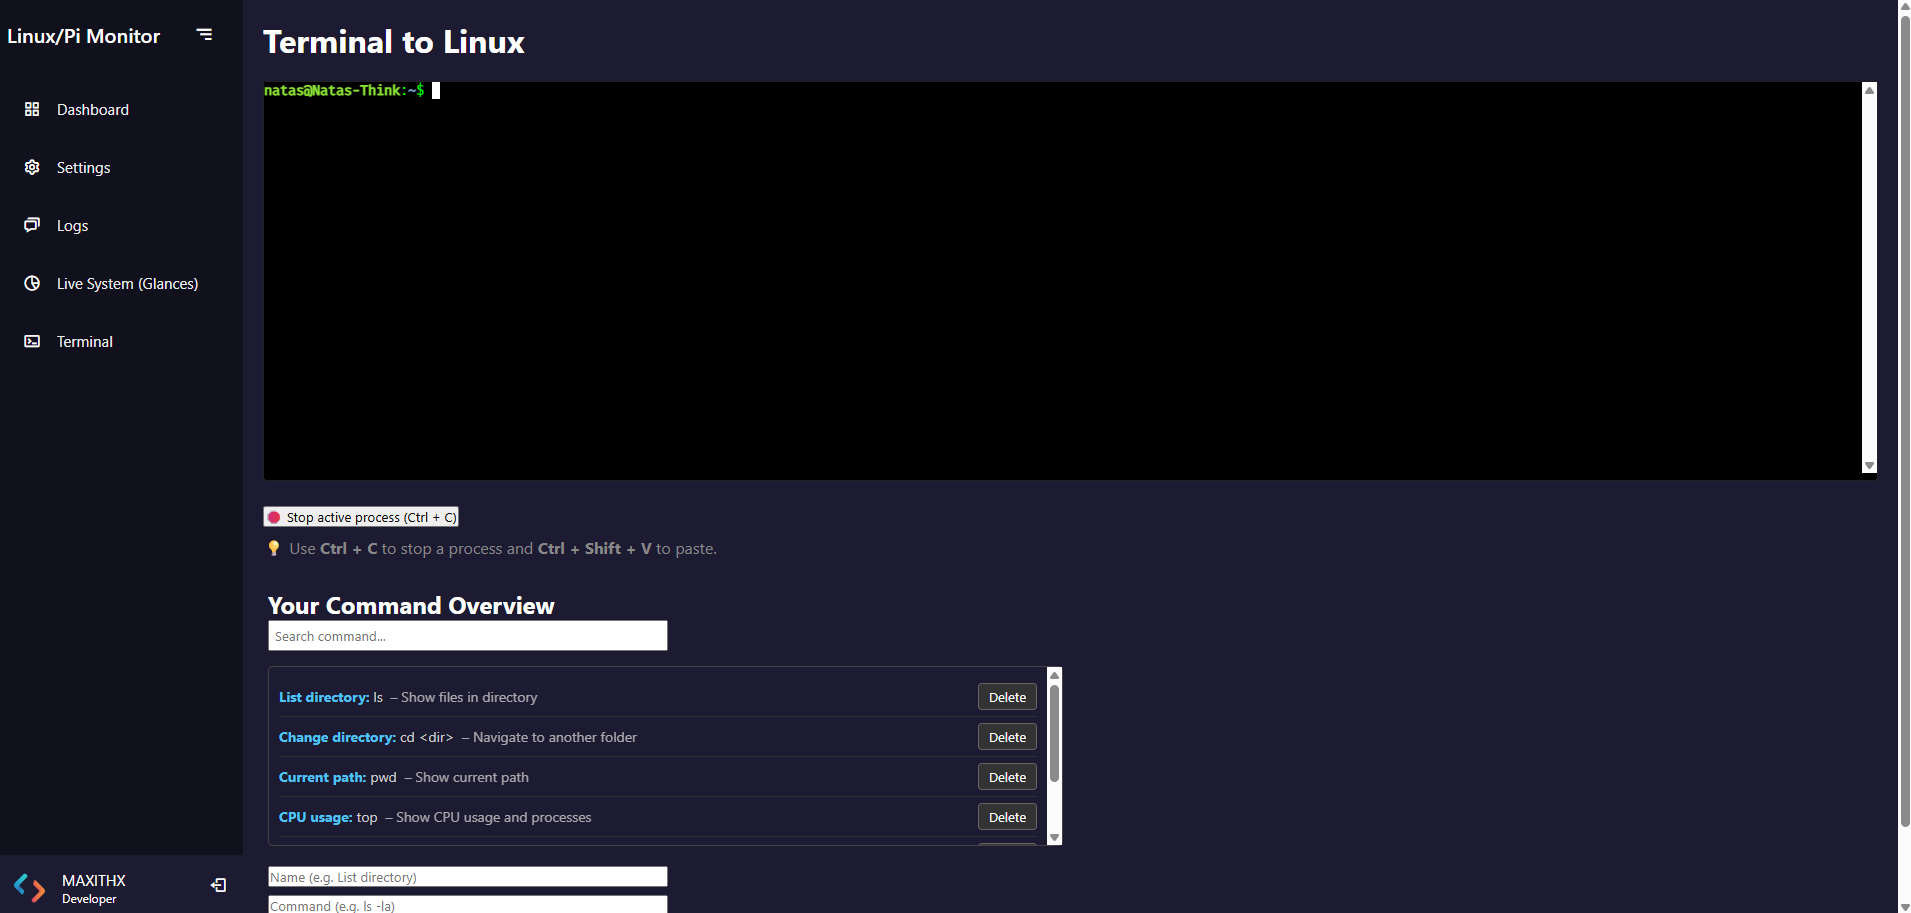 Linux/Pi Monitor
Dashboard
Settings
Logs
Live System (Glances)
Terminal
MAXITHX
Developer
Terminal to Linux
natas@Natas-Think:~$
Stop active process (Ctrl + C)
Use Ctrl + C to stop a process and Ctrl + Shift + V to paste.
Your Command Overview
Search command...
List directory: ls – Show files in directory Delete
Change directory: cd <dir> – Navigate to another folder Delete
Current path: pwd – Show current path Delete
CPU usage: top – Show CPU usage and processes Delete
Name (e.g. List directory)
Command (e.g. ls -la)